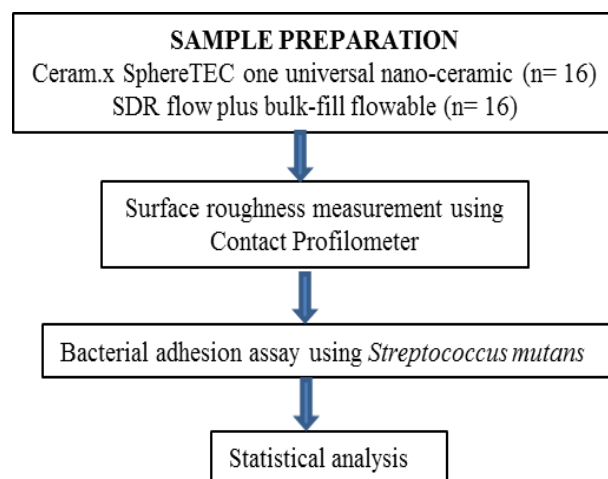 SAMPLE PREPARATION
Ceram.x SphereTEC one universal nano-ceramic (n= 16)
SDR flow plus bulk-fill flowable (n= 16)
Surface roughness measurement using
Contact Profilometer
Bacterial adhesion assay using Streptococcus mutans
Statistical analysis